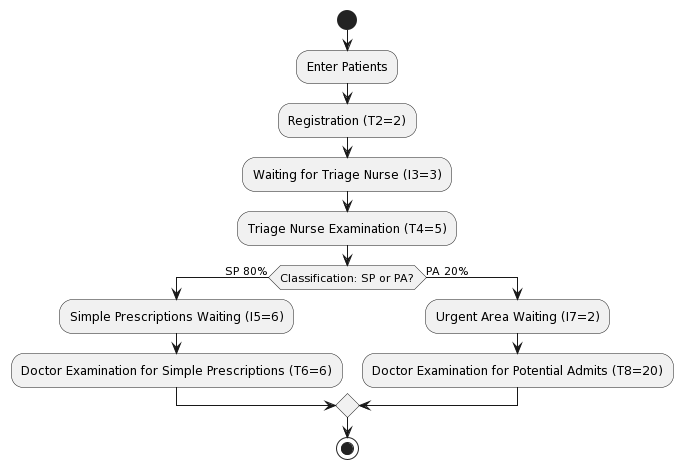 Enter Patients
Registration (T2=2)
Waiting for Triage Nurse (I3=3)
Triage Nurse Examination (T4=5)
SP 80%
Classification: SP or PA?
PA 20%
Simple Prescriptions Waiting (I5=6)
Urgent Area Waiting (I7=2)
Doctor Examination for Simple Prescriptions (T6=6)
Doctor Examination for Potential Admits (T8=20)